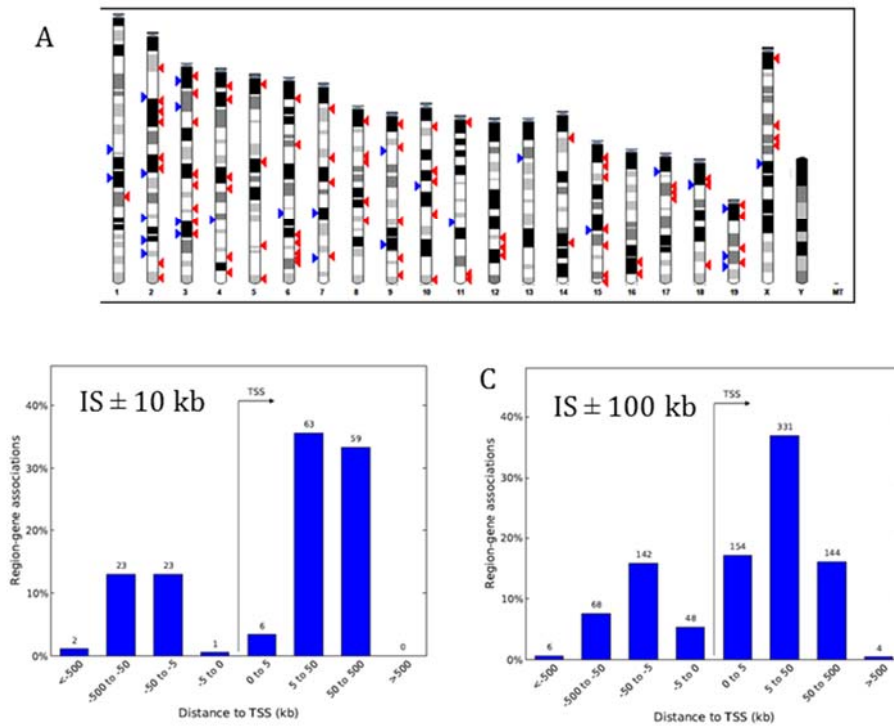 A
1 2 3 4 5 6 7 8 9 10 11 12 13 14 15 16 17 18 19 X Y MT
IS ± 10 kb
TSS
40%
30%
20%
10%
0%
Region-gene associations
2
23
23
1
6
63
59
0
<-500
-500 to -50
-50 to -5
-5 to 0
0 to 5
5 to 50
50 to 500
>500
Distance to TSS (kb)
C
IS ± 100 kb
TSS
40%
30%
20%
10%
0%
Region-gene associations
6
68
142
48
154
331
144
4
<-500
-500 to -50
-50 to -5
-5 to 0
0 to 5
5 to 50
50 to 500
>500
Distance to TSS (kb)